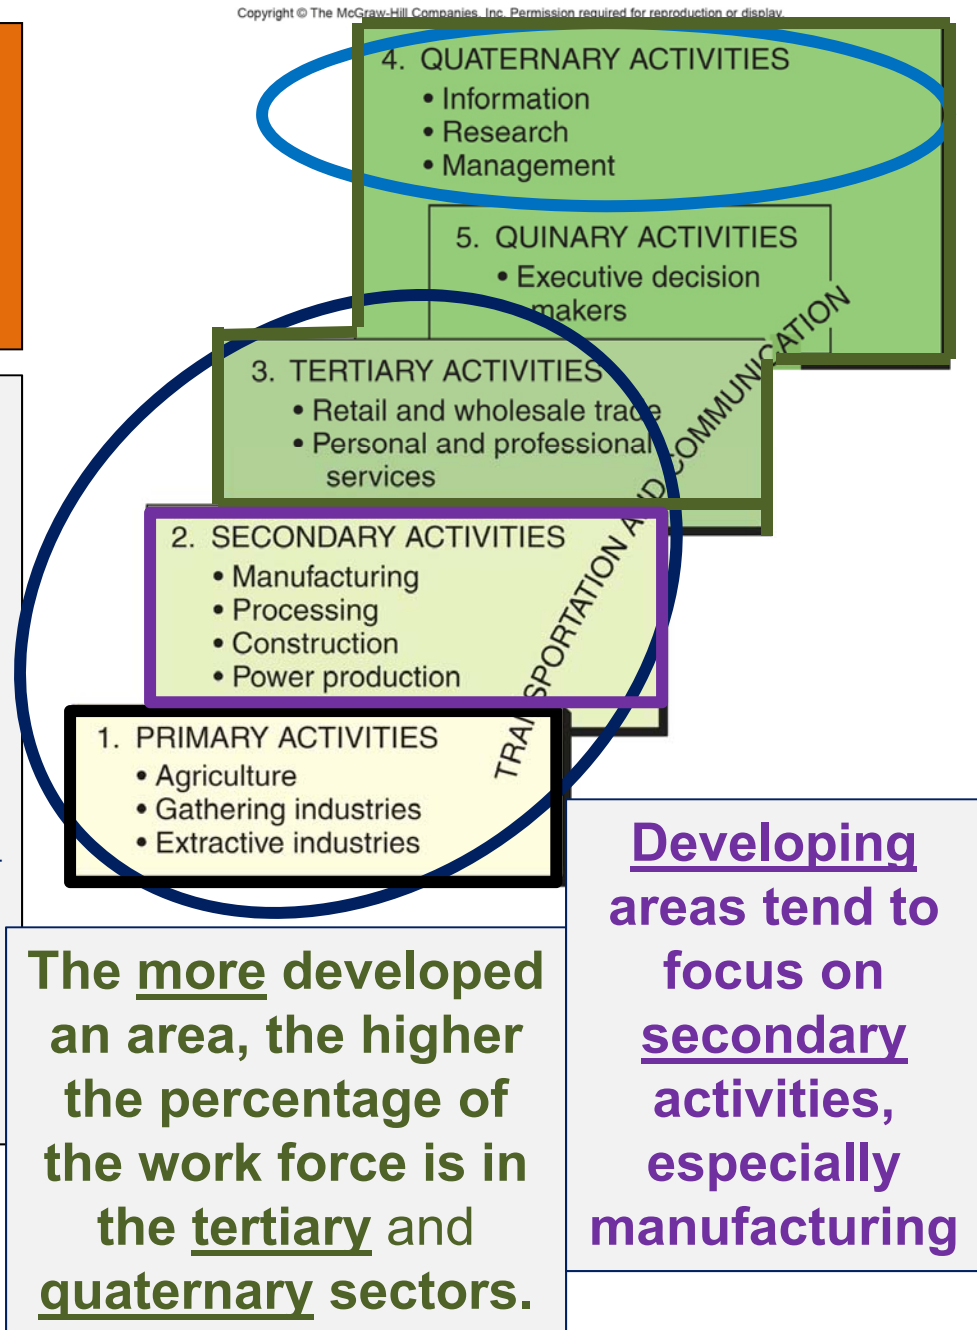 Copyright © The McGraw-Hill Companies, Inc. Permission required for reproduction or display.
4. QUATERNARY ACTIVITIES
• Information
• Research
• Management
5. QUINARY ACTIVITIES
• Executive decision
makers
3. TERTIARY ACTIVITIES
• Retail and wholesale trade
• Personal and professional
services
2. SECONDARY ACTIVITIES
• Manufacturing
• Processing
• Construction
• Power production
1. PRIMARY ACTIVITIES
• Agriculture
• Gathering industries
• Extractive industries
TRANSPORTATION AND COMMUNICATION
Developing
areas tend to
focus on
secondary
activities,
especially
manufacturing
The more developed
an area, the higher
the percentage of
the work force is in
the tertiary and
quaternary sectors.